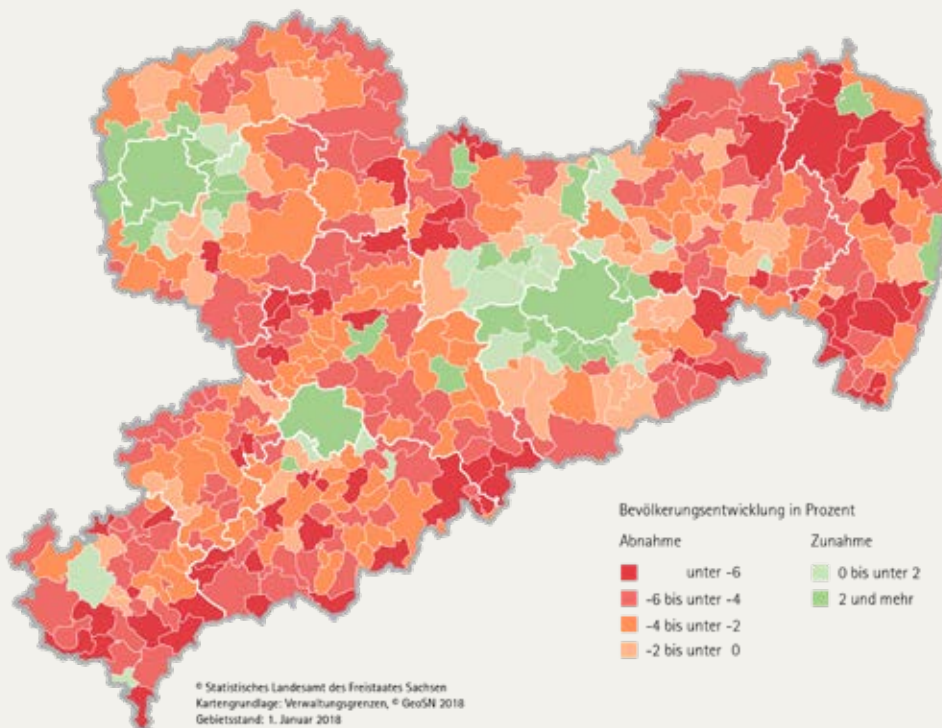 Bevölkerungsentwicklung in Prozent
Abnahme
Zunahme
unter -6
0 bis unter 2
-6 bis unter -4
2 und mehr
-4 bis unter -2
-2 bis unter 0
© Statistisches Landesamt des Freistaates Sachsen
Kartengrundlage: Verwaltungsgrenzen, © GeoSN 2018
Gebietsstand: 1. Januar 2018